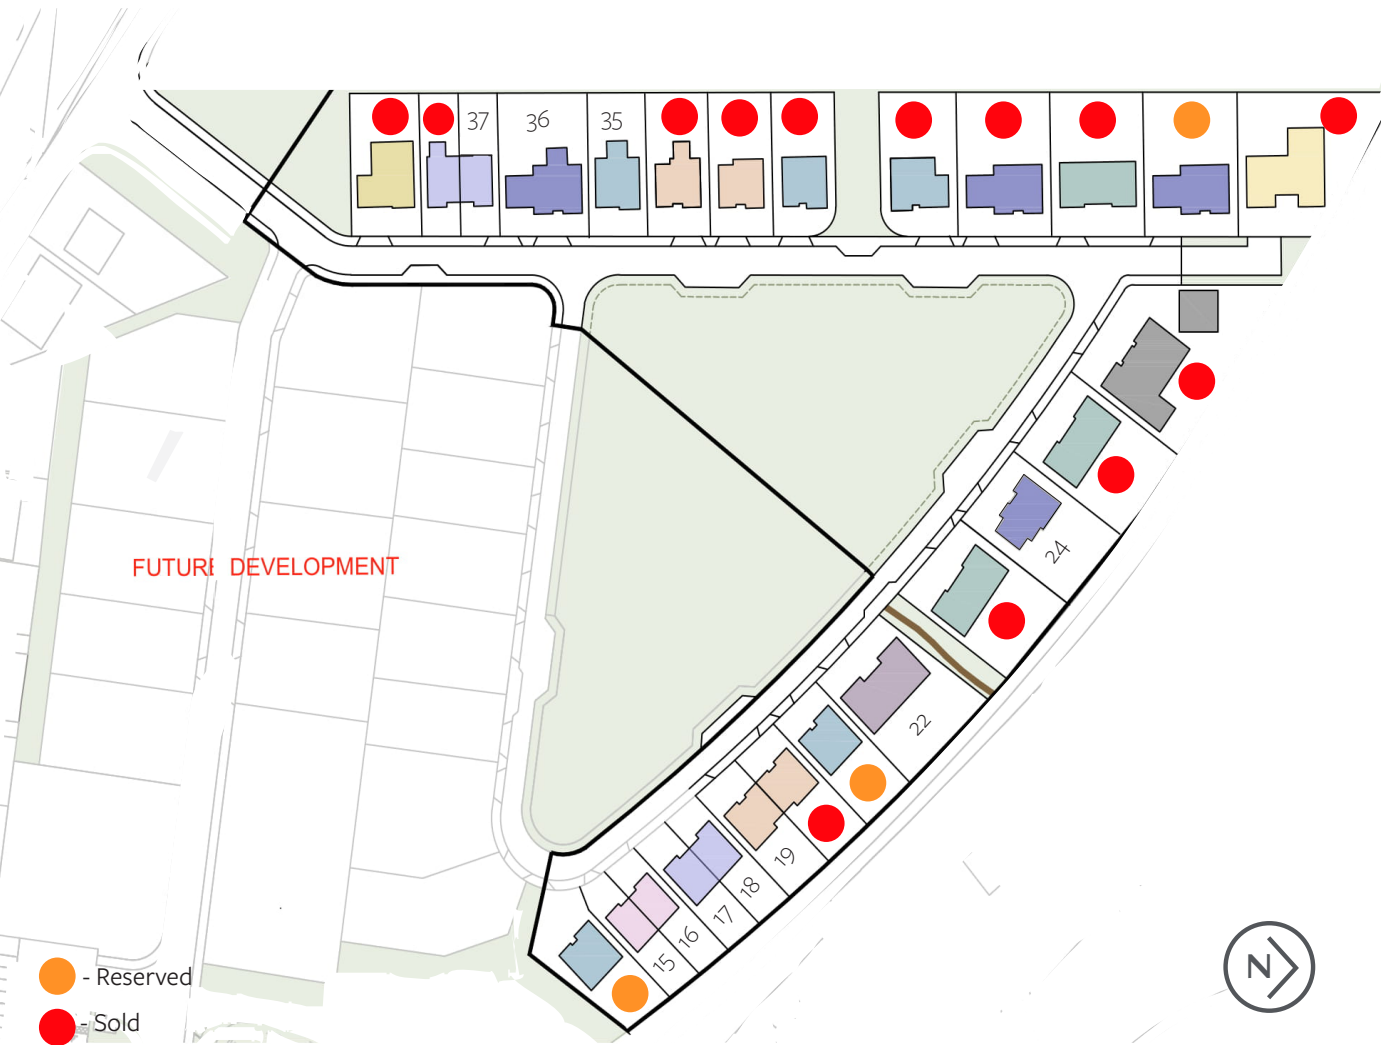 37
36
35
24
FUTURE DEVELOPMENT
22
19
18
17
16
15
N
- Reserved
- Sold